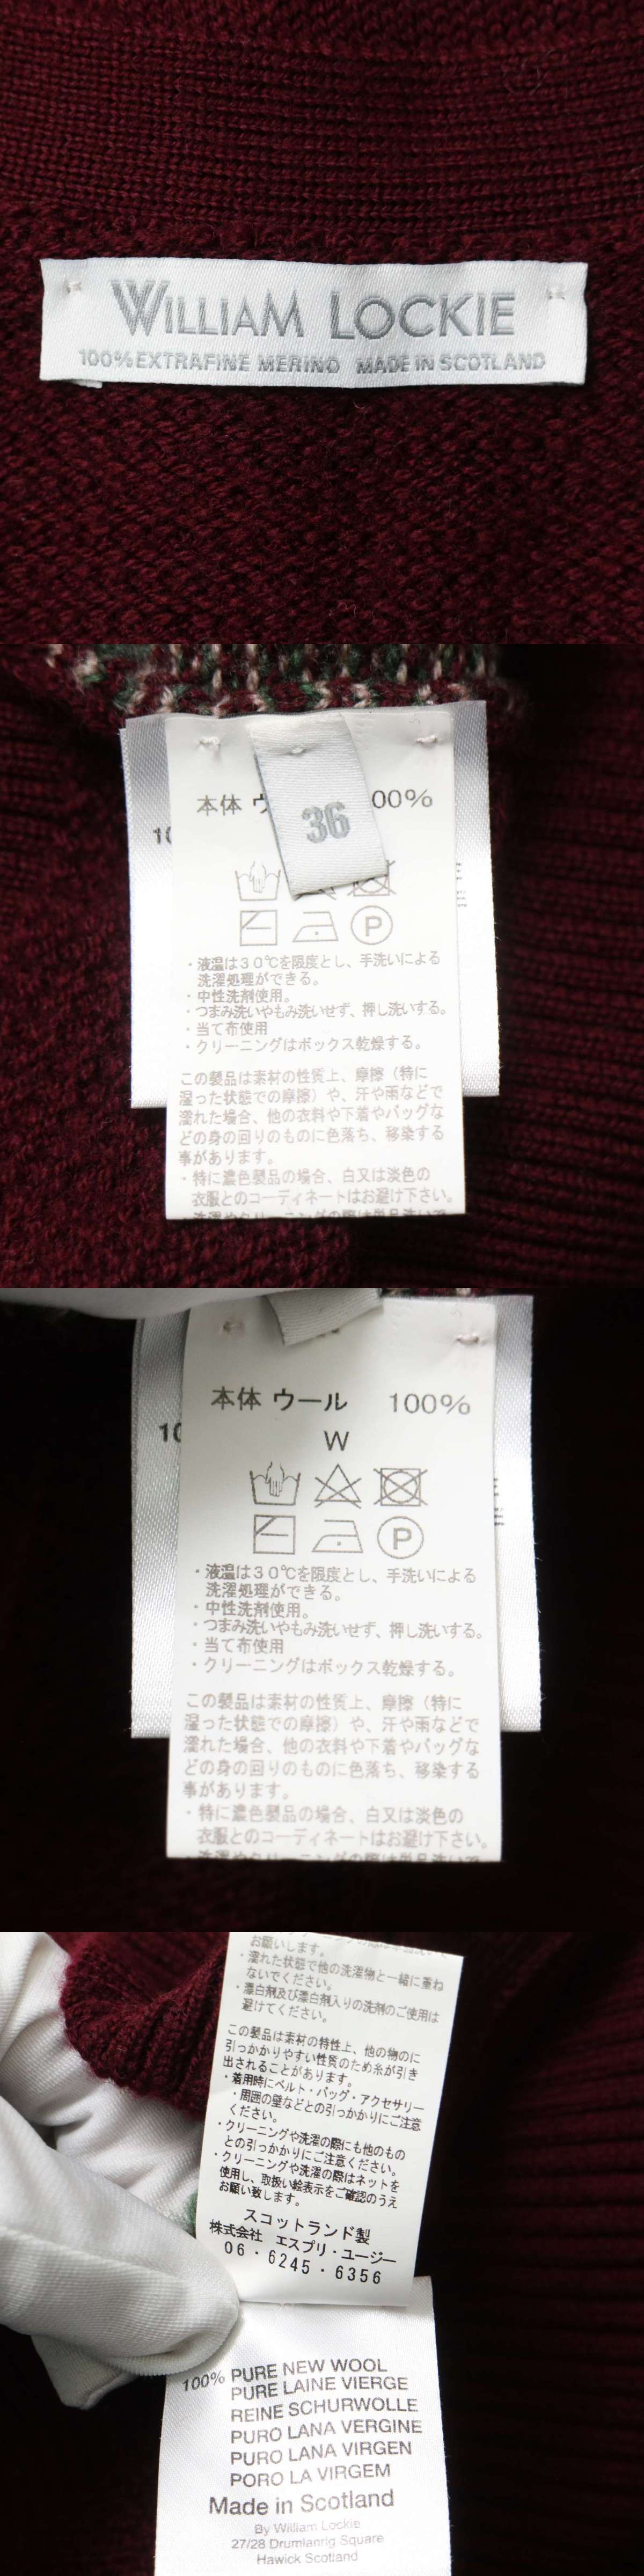 WILLIAM LOCKIE
100% EXTRAFINE MERINO MADE IN SCOTLAND
36
本体 ウ 00%
10
・液温は30℃を限度とし、手洗いによる
洗濯処理ができる。
・中性洗剤使用。
・つまみ洗いやもみ洗いせず、押し洗いする。
・当て布使用
・クリーニングはボックス乾燥する。
この製品は素材の性質上、摩擦（特に
湿った状態での摩擦）や、汗や雨などで
濡れた場合、他の衣料や下着やバッグな
どの身の回りのものに色落ち、移染する
事があります。
・特に濃色製品の場合、白又は淡色の
衣服とのコーディネートはお避け下さい。
本体 ウール 100%
W
10
P
・液温は30℃を限度とし、手洗いによる
洗濯処理ができる。
・中性洗剤使用。
・つまみ洗いやもみ洗いせず、押し洗いする。
・当て布使用
・クリーニングはボックス乾燥する。
この製品は素材の性質上、摩擦（特に
湿った状態での摩擦）や、汗や雨などで
濡れた場合、他の衣料や下着やバッグな
どの身の回りのものに色落ち、移染する
事があります。
・特に濃色製品の場合、白又は淡色の
衣服とのコーディネートはお避け下さい。
お願いします。
・濡れた状態で他の洗濯物と一緒に重ね
ないでください。
・漂白剤及び漂白剤入りの洗剤のご使用は
避けてください。
この製品は素材の特性上、他の物のに
引っかかりやすい性質のため糸が引き
出されることがあります。
・着用時にベルト・バッグ・アクセサリー
・周囲の壁などとの引っかかりにご注意
ください。
・クリーニングや洗濯の際にも他のもの
との引っかかりにご注意ください。
・クリーニングや洗濯の際はネットを
使用し、取扱い絵表示をご確認のうえ
お願い致します。
スコットランド製
株式会社 エスプリ・ユージー
06・6245・6356
100% PURE NEW WOOL
PURE LAINE VIERGE
REINE SCHURWOLLE
PURO LANA VERGINE
PURO LANA VIRGEN
PORO LA VIRGEM
Made in Scotland
By William Lockie
27/28 Drumlanrig Square
Hawick Scotland